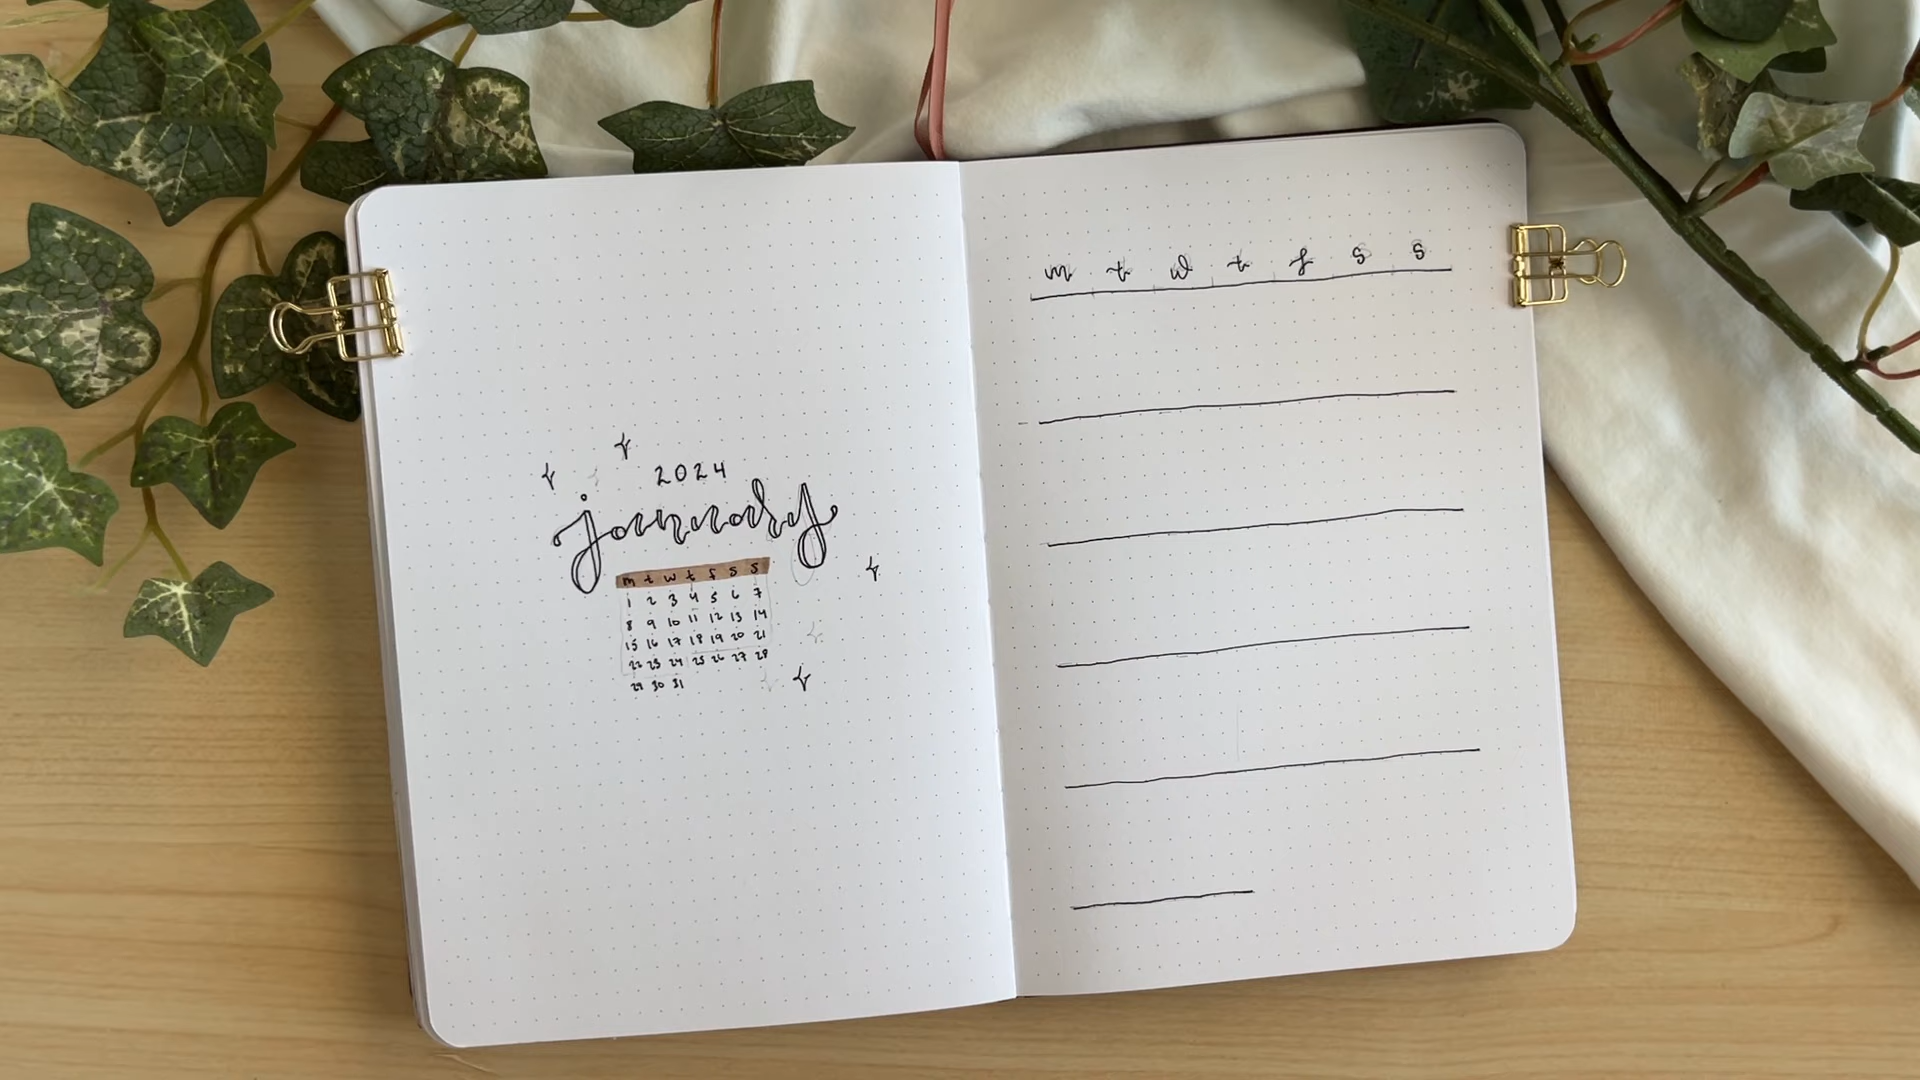 2024
january
m t w t f s s
1 2 3 4 5 6 7
8 9 10 11 12 13 14
15 16 17 18 19 20 21
22 23 24 25 26 27 28
29 30 31
m t w t f s s